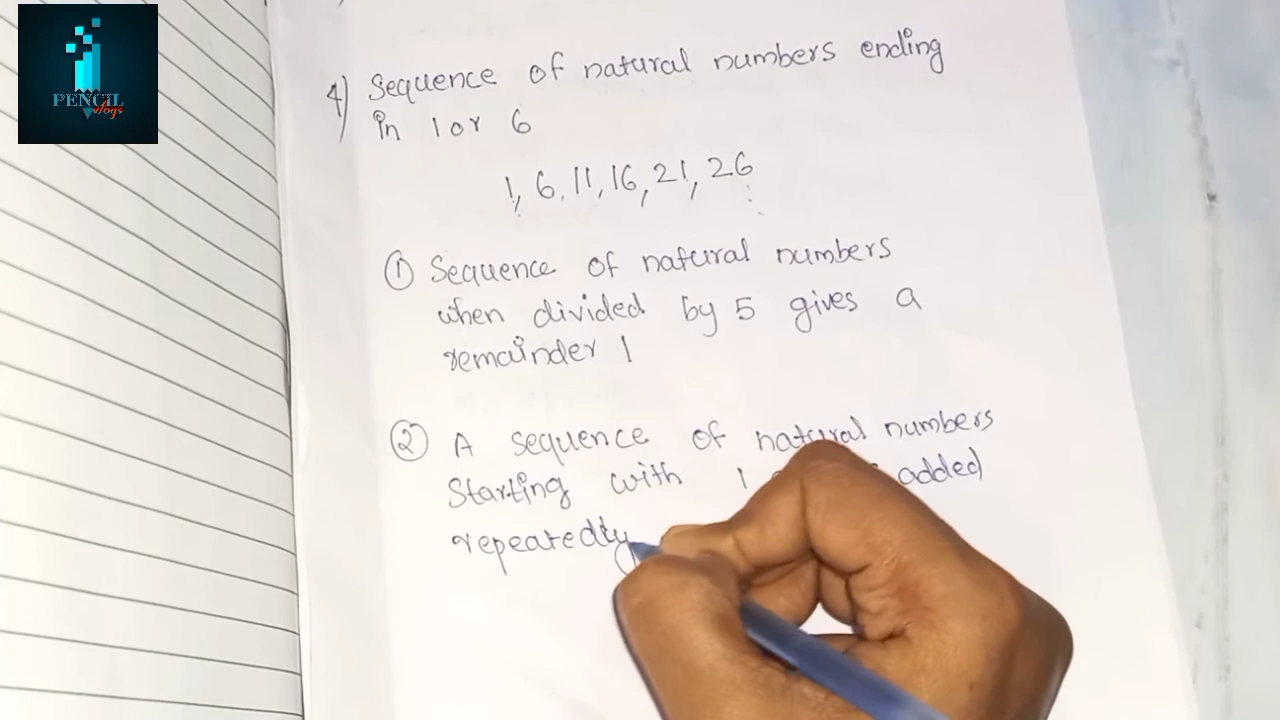 PENCIL
vlogs
4) Sequence of natural numbers ending
in 1 or 6
1, 6, 11, 16, 21, 26
① Sequence of natural numbers
when divided by 5 gives a
remainder 1
② A sequence of natural numbers
Starting with 1 added
repeatedly